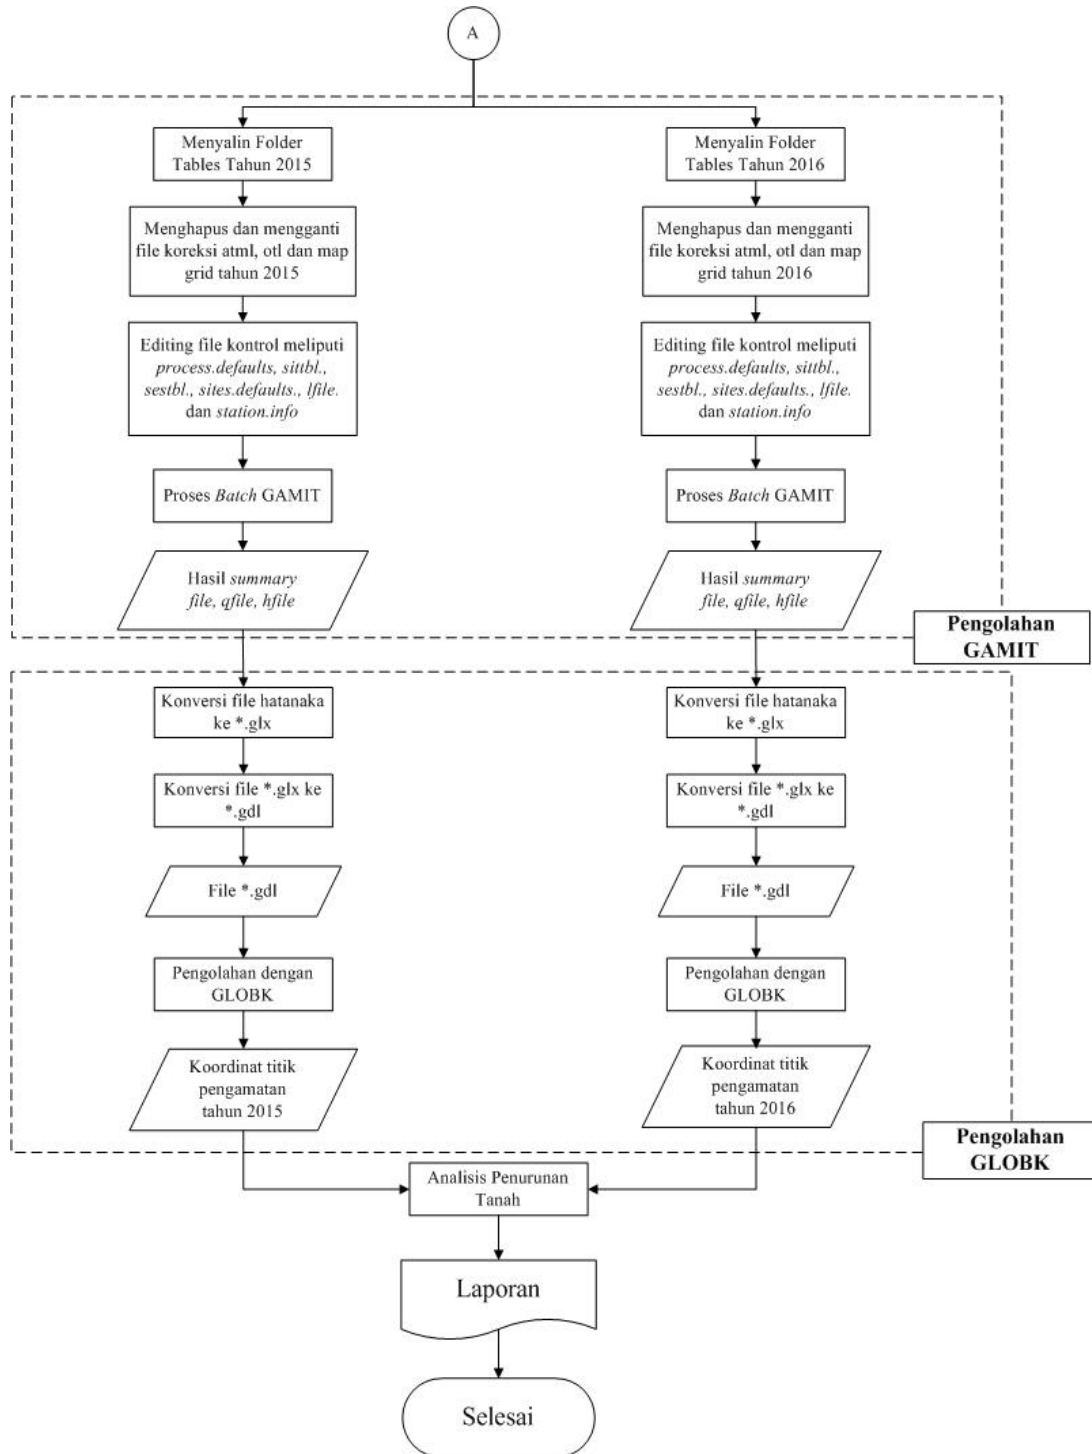 A
Menyalin Folder
Tables Tahun 2015
Menghapus dan mengganti
file koreksi atml, otl dan map
grid tahun 2015
Editing file kontrol meliputi
process.defaults, sittbl.,
sestbl., sites.defaults., lfile.
dan station.info
Proses Batch GAMIT
Hasil summary
file, qfile, hfile
Menyalin Folder
Tables Tahun 2016
Menghapus dan mengganti
file koreksi atml, otl dan map
grid tahun 2016
Editing file kontrol meliputi
process.defaults, sittbl.,
sestbl., sites.defaults., lfile.
dan station.info
Proses Batch GAMIT
Hasil summary
file, qfile, hfile
Pengolahan
GAMIT
Konversi file hatanaka
ke *.glx
Konversi file *.glx ke
*.gdl
File *.gdl
Pengolahan dengan
GLOBK
Koordinat titik
pengamatan
tahun 2015
Konversi file hatanaka
ke *.glx
Konversi file *.glx ke
*.gdl
File *.gdl
Pengolahan dengan
GLOBK
Koordinat titik
pengamatan
tahun 2016
Pengolahan
GLOBK
Analisis Penurunan
Tanah
Laporan
Selesai